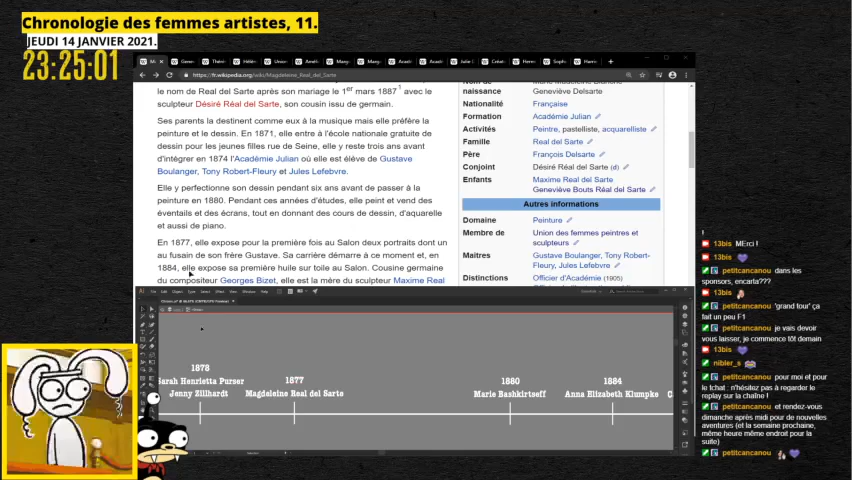 Chronologie des femmes artistes, 11.
JEUDI 14 JANVIER 2021.
23:25:01
https://fr.wikipedia.org/wiki/Magdeleine_Real_del_Sarte
le nom de Real del Sarte après son mariage le 1er mars 1887 1 avec le
sculpteur Désiré Réal del Sarte, son cousin issu de germain.
Ses parents la destinent comme eux à la musique mais elle préfère la
peinture et le dessin. En 1871, elle entre à l'école nationale gratuite de
dessin pour les jeunes filles rue de Seine, elle y reste trois ans avant
d'intégrer en 1874 l'Académie Julian où elle est élève de Gustave
Boulanger, Tony Robert-Fleury et Jules Lefebvre.
Elle y perfectionne son dessin pendant six ans avant de passer à la
peinture en 1880. Pendant ces années d'études, elle peint et vend des
éventails et des écrans, tout en donnant des cours de dessin, d'aquarelle
et aussi de piano.
En 1877, elle expose pour la première fois au Salon deux portraits dont un
au fusain de son frère Gustave. Sa carrière démarre à ce moment et, en
1884, elle expose sa première huile sur toile au Salon. Cousine germaine
du compositeur Georges Bizet, elle est la mère du sculpteur Maxime Real
naissance Geneviève Delsarte
Nationalité Française
Formation Académie Julian
Activités Peintre, pastelliste, aquarelliste
Famille Real del Sarte
Père François Delsarte
Conjoint Désiré Réal del Sarte (d)
Enfants Maxime Real del Sarte
Geneviève Bouts Réal del Sarte
Autres informations
Domaine Peinture
Membre de Union des femmes peintres et
sculpteurs
Maîtres Gustave Boulanger, Tony Robert-
Fleury, Jules Lefebvre
Distinctions Officier d'Académie (1905)
1878
Sarah Henrietta Purser
Jenny Zillhardt
1877
Magdeleine Real del Sarte
1880
Marie Bashkirtseff
1884
Anna Elizabeth Klumpke
!
13bis MErci !
13bis
petitcancanou dans les
sponsors, encarta???
13bis
petitcancanou 'grand tour' ça
fait un peu F1
petitcancanou je vais devoir
vous laisser, je commence tôt demain
13bis
nibler_s
petitcancanou pour moi et pour
le tchat : n'hésitez pas à regarder le
replay sur la chaîne !
petitcancanou et rendez-vous
dimanche après midi pour de nouvelles
aventures (et la semaine prochaine,
même heure même endroit pour la
suite)
petitcancanou